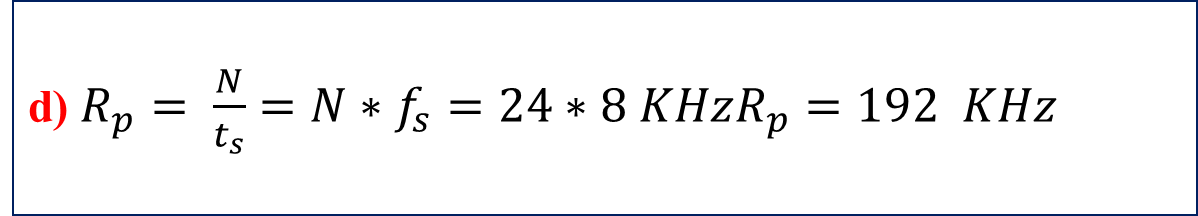 d) R_p = N/t_s = N * f_s = 24 * 8 KHzR_p = 192 KHz